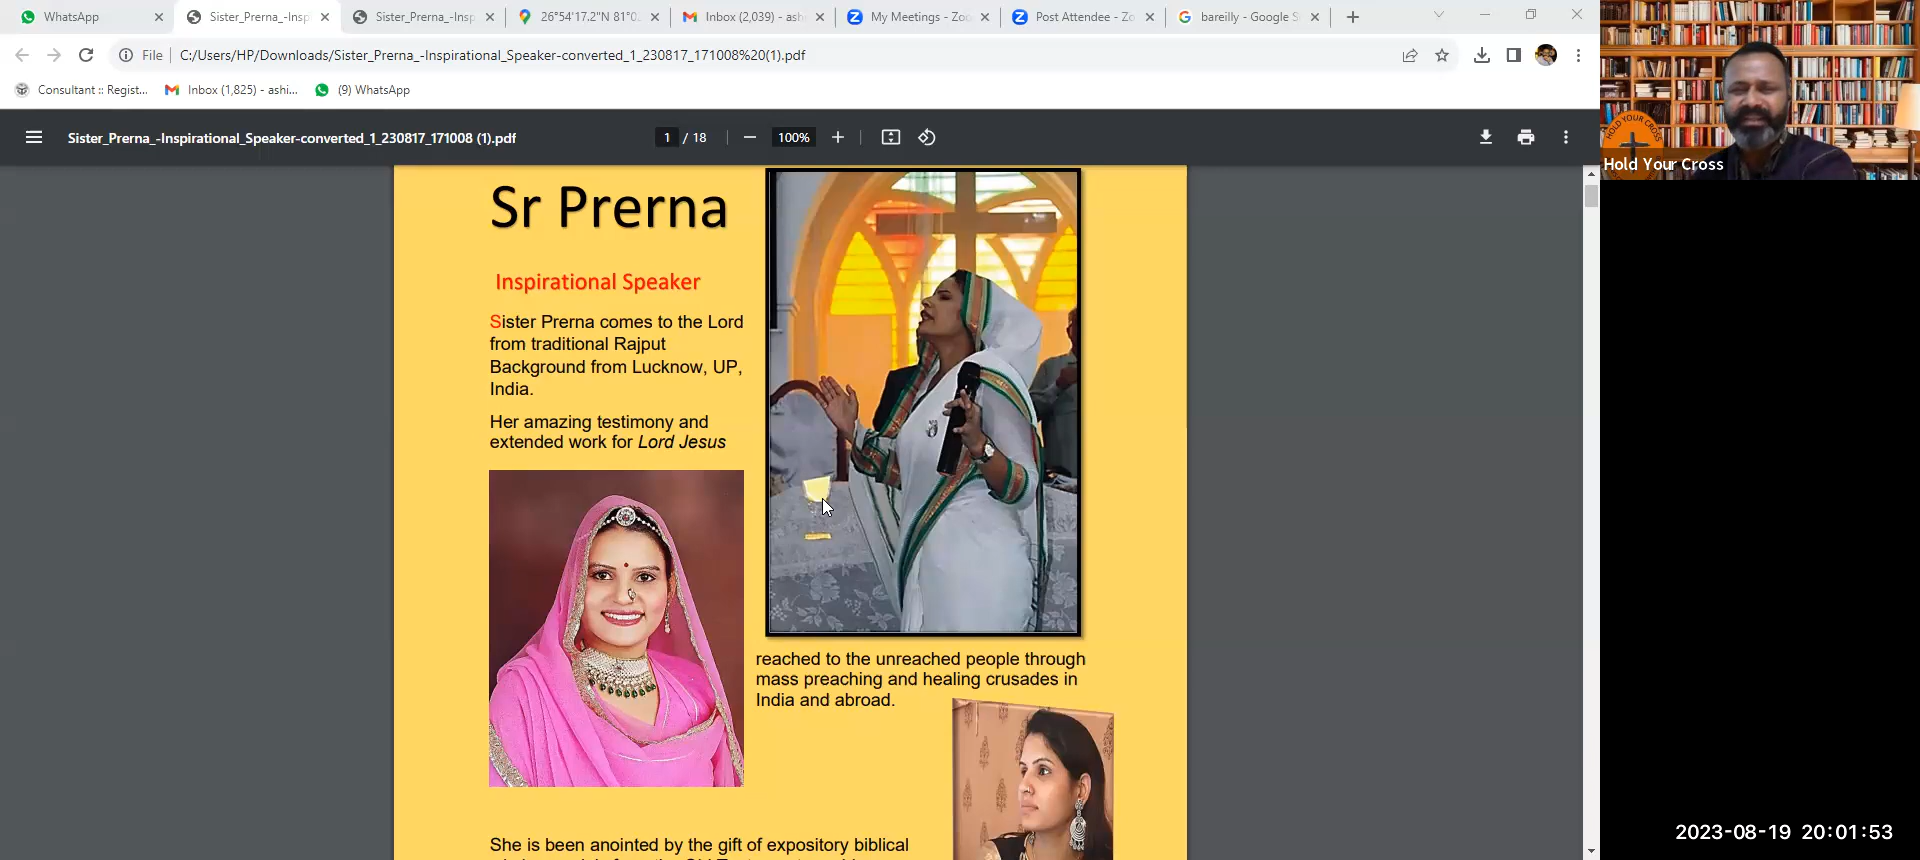 WhatsApp
Sister_Prerna_-Insp
Sister_Prerna_-Insp
26°54'17.2"N 81°0
Inbox (2,039) - ash
My Meetings - Zo
Post Attendee - Zo
bareilly - Google S
File
C:/Users/HP/Downloads/Sister_Prerna_-Inspirational_Speaker-converted_1_230817_171008%20(1).pdf
Consultant :: Regist...
Inbox (1,825) - ashi...
(9) WhatsApp
Sister_Prerna_-Inspirational_Speaker-converted_1_230817_171008 (1).pdf
1 / 18
100%
HOLD YOUR CROSS
Hold Your Cross
Sr Prerna
Inspirational Speaker
Sister Prerna comes to the Lord
from traditional Rajput
Background from Lucknow, UP,
India.
Her amazing testimony and
extended work for Lord Jesus
reached to the unreached people through
mass preaching and healing crusades in
India and abroad.
She is been anointed by the gift of expository biblical
2023-08-19 20:01:53